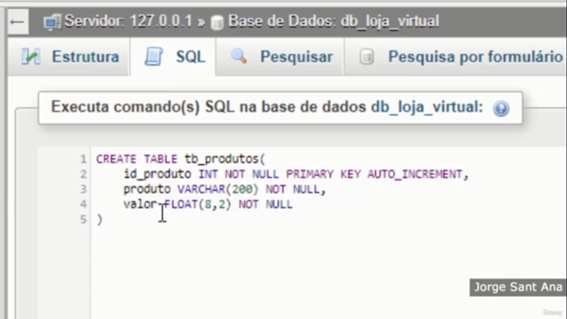 Servidor: 127.0.0.1 » Base de Dados: db_loja_virtual
Estrutura SQL Pesquisar Pesquisa por formulário
Executa comando(s) SQL na base de dados db_loja_virtual:
1 CREATE TABLE tb_produtos(
2 id_produto INT NOT NULL PRIMARY KEY AUTO_INCREMENT,
3 produto VARCHAR(200) NOT NULL,
4 valor FLOAT(8,2) NOT NULL
5 )
Jorge Sant Ana
Udemy